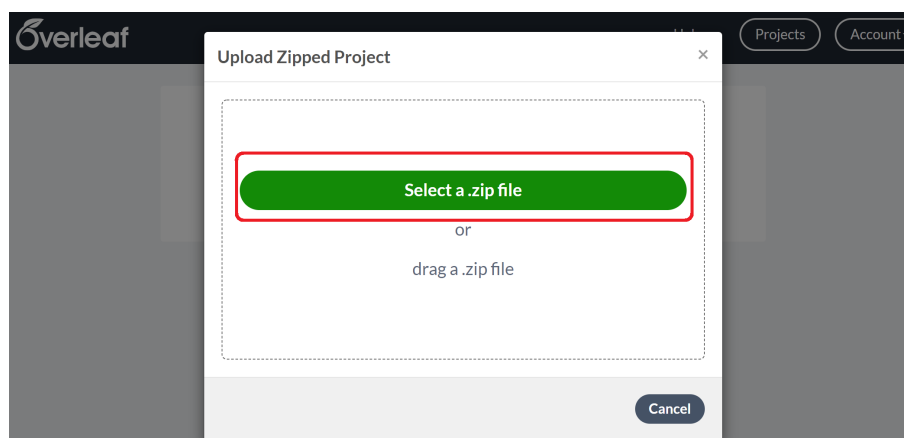 Overleaf
Projects
Account
Upload Zipped Project
×
Select a .zip file
or
drag a .zip file
Cancel